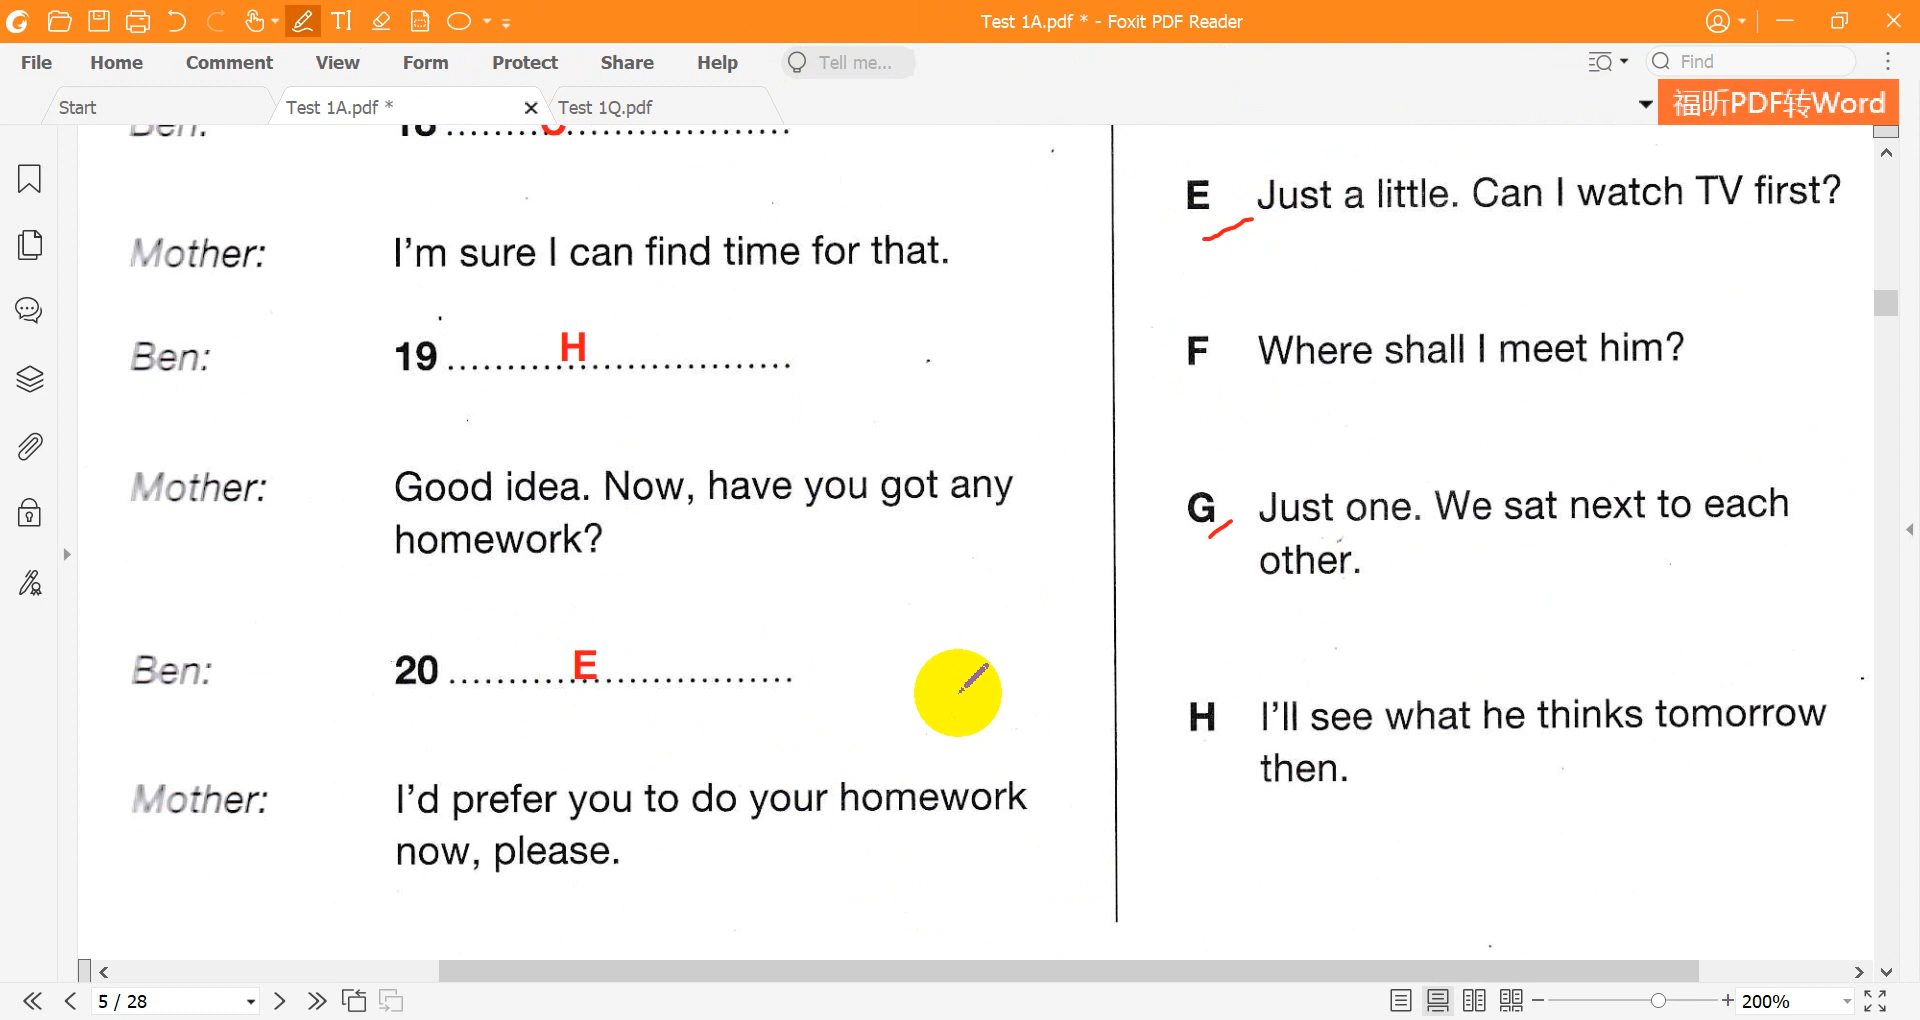 TI
Test 1A.pdf * - Foxit PDF Reader
File Home Comment View Form Protect Share Help Tell me... Find
Start Test 1A.pdf * Test 1Q.pdf 福昕PDF转Word
Ben: 18
Mother: I'm sure I can find time for that.
Ben: 19 ..........H....................
Mother: Good idea. Now, have you got any
homework?
Ben: 20 ..........E....................
Mother: I'd prefer you to do your homework
now, please.
E Just a little. Can I watch TV first?
F Where shall I meet him?
G Just one. We sat next to each
other.
H I'll see what he thinks tomorrow
then.
5 / 28 200%